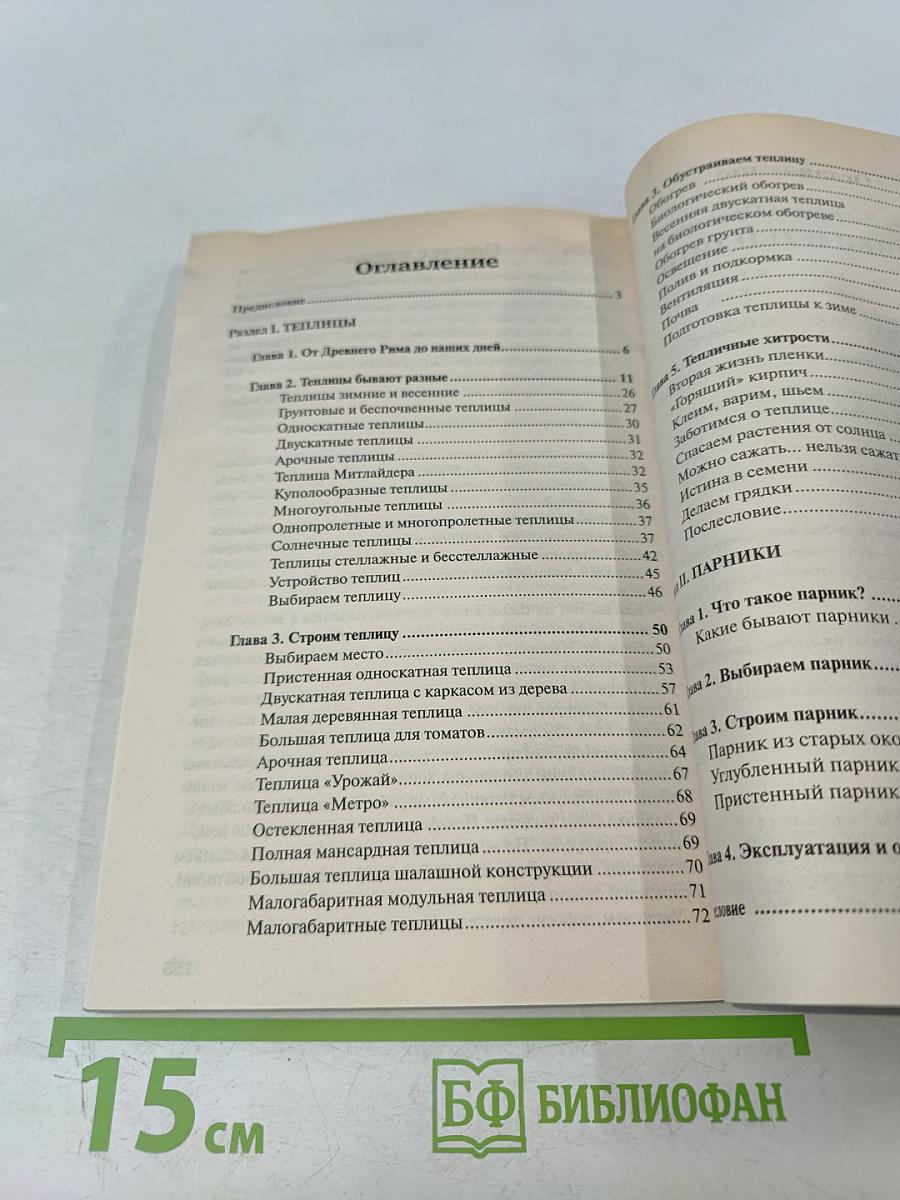 Оглавление
Предисловие ... 3
Раздел I. ТЕПЛИЦЫ
Глава 1. От Древнего Рима до наших дней ... 6
Глава 2. Теплицы бывают разные ... 11
Теплицы зимние и весенние ... 26
Грунтовые и беспочвенные теплицы ... 27
Односкатные теплицы ... 30
Двускатные теплицы ... 31
Арочные теплицы ... 32
Теплица Митлайдера ... 32
Куполообразные теплицы ... 35
Многоугольные теплицы ... 36
Однопролетные и многопролетные теплицы ... 37
Солнечные теплицы ... 37
Теплицы стеллажные и бесстеллажные ... 42
Устройство теплиц ... 45
Выбираем теплицу ... 46
Глава 3. Строим теплицу ... 50
Выбираем место ... 50
Пристенная односкатная теплица ... 53
Двускатная теплица с каркасом из дерева ... 57
Малая деревянная теплица ... 61
Большая теплица для томатов ... 62
Арочная теплица ... 64
Теплица «Урожай» ... 67
Теплица «Метро» ... 68
Остекленная теплица ... 69
Полная мансардная теплица ... 69
Большая теплица шалашной конструкции ... 70
Малогабаритная модульная теплица ... 71
Малогабаритные теплицы ... 72
155
Обустраиваем теплицу ...
Обогрев ...
Биологический обогрев ...
Весенняя двускатная теплица
на биологическом обогреве ...
Обогрев грунта ...
Освещение ...
Полив и подкормка ...
Вентиляция ...
Почва ...
Подготовка теплицы к зиме ...
Глава 5. Тепличные хитрости ...
Вторая жизнь пленки ...
«Горящий» кирпич ...
Клеим, варим, шьем ...
Заботимся о теплице ...
Спасаем растения от солнца ...
Можно сажать... нельзя сажат
Истина в семени ...
Делаем грядки ...
Послесловие ...
II. ПАРНИКИ
Глава 1. Что такое парник? ...
Какие бывают парники ...
Глава 2. Выбираем парник ...
Глава 3. Строим парник ...
Парник из старых око
Углубленный парник
Пристенный парник
Глава 4. Эксплуатация и о
словие ...
15 см
БФ БИБЛИОФАН